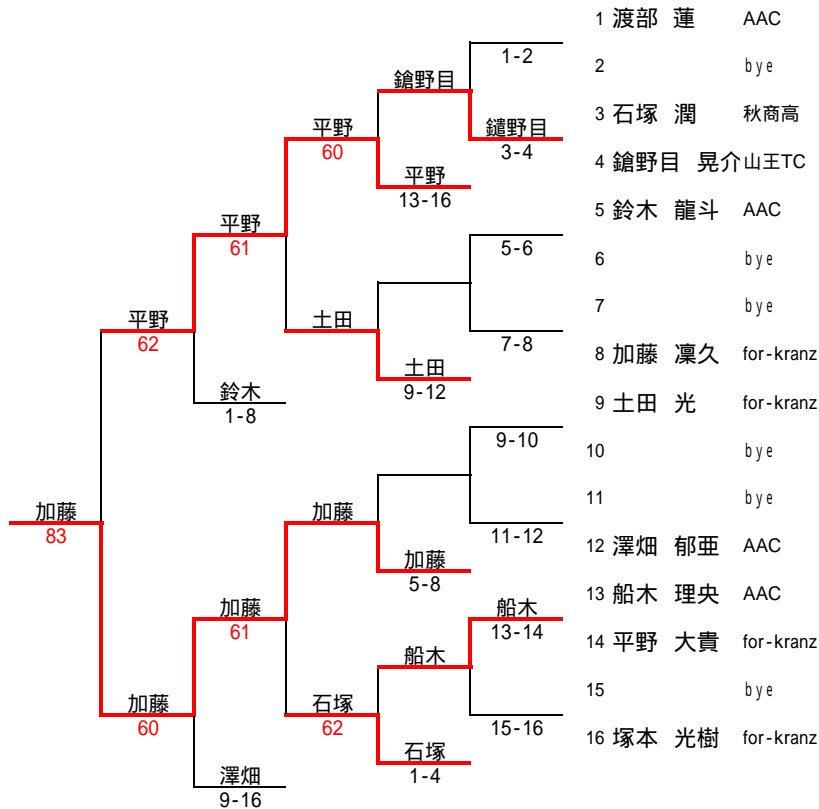 1 渡部 蓮 AAC
1-2
2 bye
鎗野目
3 石塚 潤 秋商高
平野
鑓野目
60
3-4
4 鎗野目 晃介 山王TC
平野
13-16
5 鈴木 龍斗 AAC
平野
61
5-6
6 bye
7 bye
平野
土田
62
7-8
8 加藤 凜久 for-kranz
土田
9-12
鈴木
1-8
9 土田 光 for-kranz
9-10
10 bye
11 bye
加藤
加藤
83
11-12
12 澤畑 郁亜 AAC
加藤
5-8
13 船木 理央 AAC
加藤
船木
61
13-14
14 平野 大貴 for-kranz
船木
15 bye
加藤
石塚
60
62
15-16
16 塚本 光樹 for-kranz
石塚
1-4
澤畑
9-16